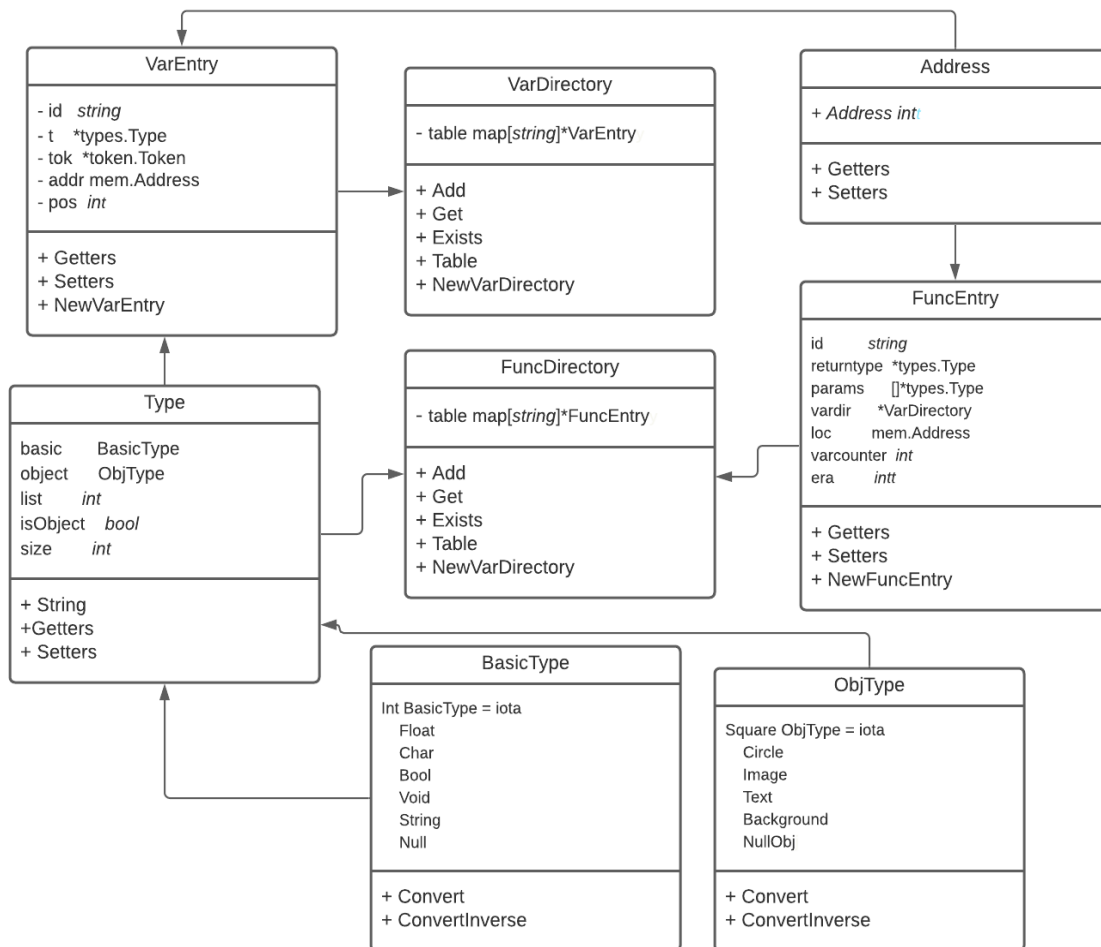 VarEntry
- id string
- t *types.Type
- tok *token.Token
- addr mem.Address
- pos int
+ Getters
+ Setters
+ NewVarEntry
VarDirectory
- table map[string]*VarEntry
+ Add
+ Get
+ Exists
+ Table
+ NewVarDirectory
Address
+ Address intt
+ Getters
+ Setters
Type
basic BasicType
object ObjType
list int
isObject bool
size int
+ String
+Getters
+ Setters
FuncDirectory
- table map[string]*FuncEntry
+ Add
+ Get
+ Exists
+ Table
+ NewVarDirectory
FuncEntry
id string
returntype *types.Type
params []*types.Type
vardir *VarDirectory
loc mem.Address
varcounter int
era intt
+ Getters
+ Setters
+ NewFuncEntry
BasicType
Int BasicType = iota
Float
Char
Bool
Void
String
Null
+ Convert
+ ConvertInverse
ObjType
Square ObjType = iota
Circle
Image
Text
Background
NullObj
+ Convert
+ ConvertInverse